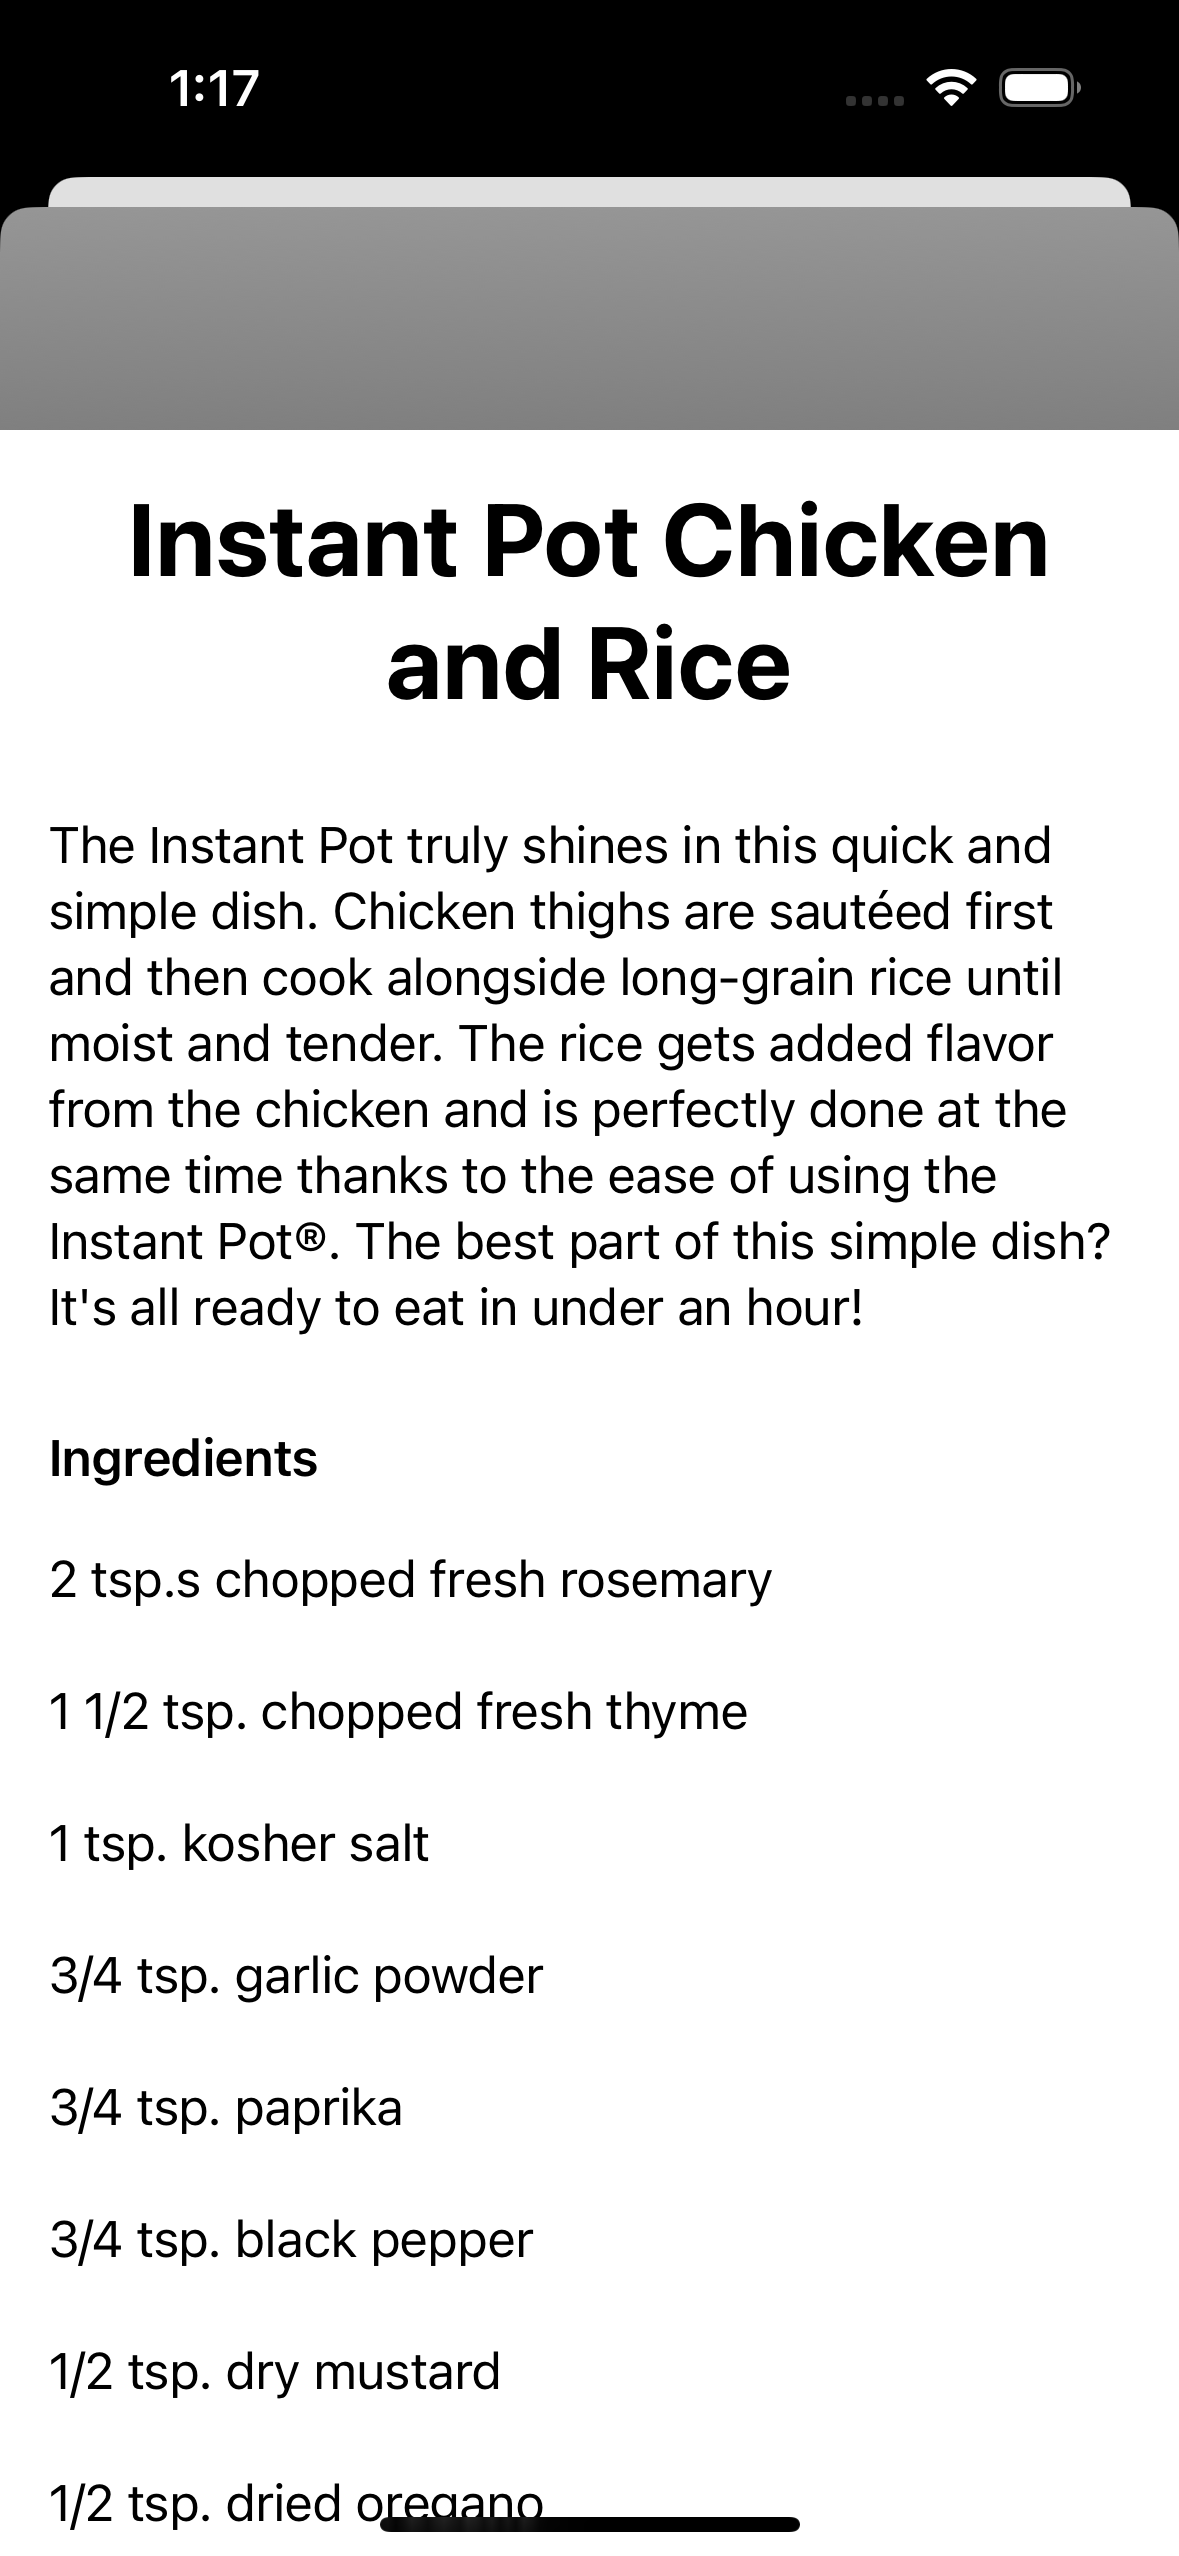 1:17
Instant Pot Chicken
and Rice
The Instant Pot truly shines in this quick and
simple dish. Chicken thighs are sautéed first
and then cook alongside long-grain rice until
moist and tender. The rice gets added flavor
from the chicken and is perfectly done at the
same time thanks to the ease of using the
Instant Pot®. The best part of this simple dish?
It's all ready to eat in under an hour!
Ingredients
2 tsp.s chopped fresh rosemary
1 1/2 tsp. chopped fresh thyme
1 tsp. kosher salt
3/4 tsp. garlic powder
3/4 tsp. paprika
3/4 tsp. black pepper
1/2 tsp. dry mustard
1/2 tsp. dried oregano